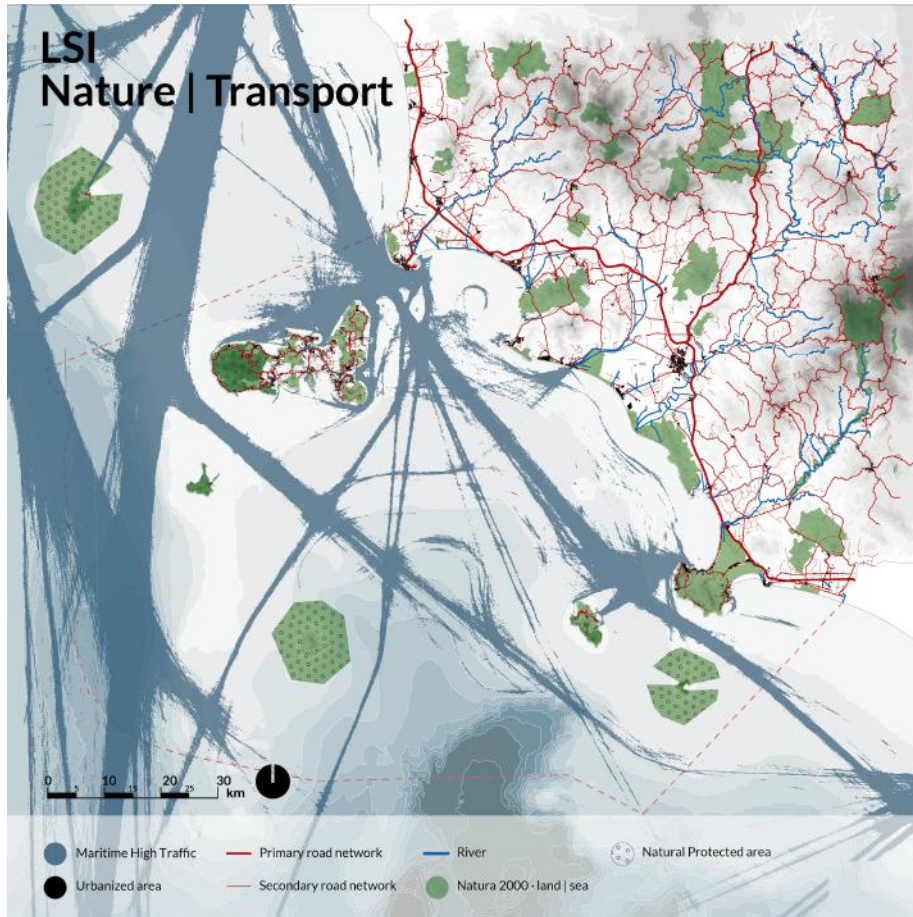 LSI
Nature | Transport
0 10 20 30
5 15 25 km
Maritime High Traffic
Primary road network
River
Natural Protected area
Urbanized area
Secondary road network
Natura 2000 - land | sea